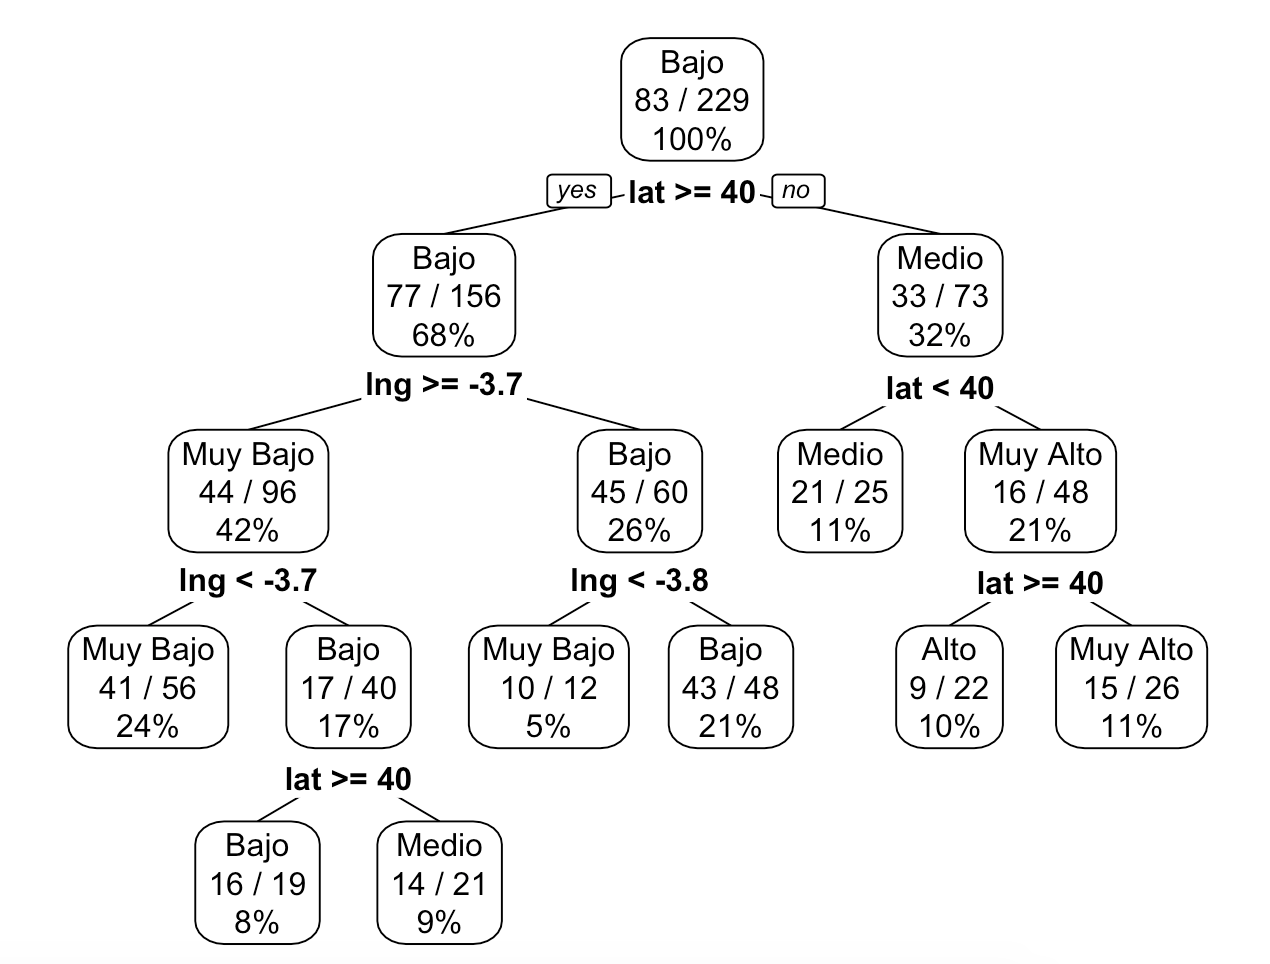 Bajo
83 / 229
100%
yes
lat >= 40
no
Bajo
77 / 156
68%
Medio
33 / 73
32%
lng >= -3.7
lat < 40
Muy Bajo
44 / 96
42%
Bajo
45 / 60
26%
Medio
21 / 25
11%
Muy Alto
16 / 48
21%
lng < -3.7
lng < -3.8
lat >= 40
Muy Bajo
41 / 56
24%
Bajo
17 / 40
17%
Muy Bajo
10 / 12
5%
Bajo
43 / 48
21%
Alto
9 / 22
10%
Muy Alto
15 / 26
11%
lat >= 40
Bajo
16 / 19
8%
Medio
14 / 21
9%